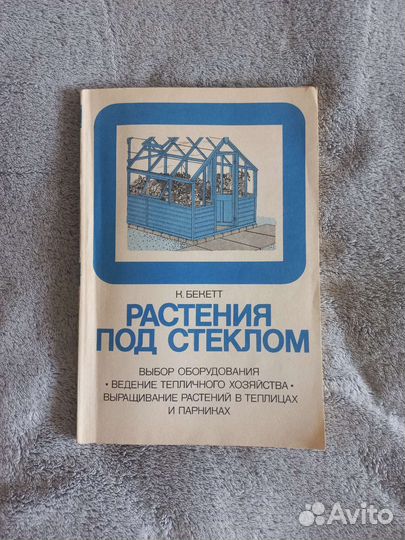 К. БЕКЕТТ
РАСТЕНИЯ
ПОД СТЕКЛОМ
ВЫБОР ОБОРУДОВАНИЯ
• ВЕДЕНИЕ ТЕПЛИЧНОГО ХОЗЯЙСТВА •
ВЫРАЩИВАНИЕ РАСТЕНИЙ В ТЕПЛИЦАХ
И ПАРНИКАХ
Avito